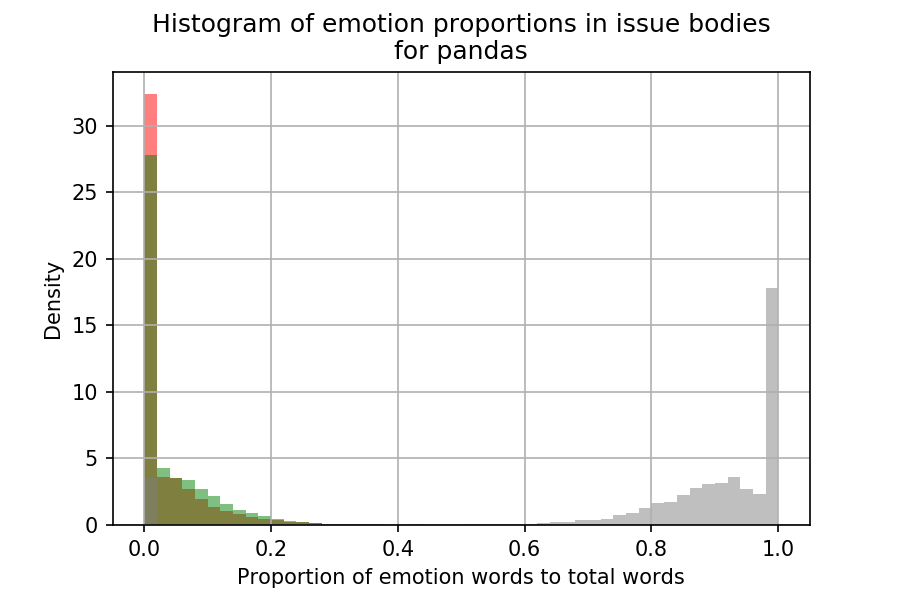 Histogram of emotion proportions in issue bodies
for pandas
30
25
20
15
10
5
0
Density
0.0 0.2 0.4 0.6 0.8 1.0
Proportion of emotion words to total words